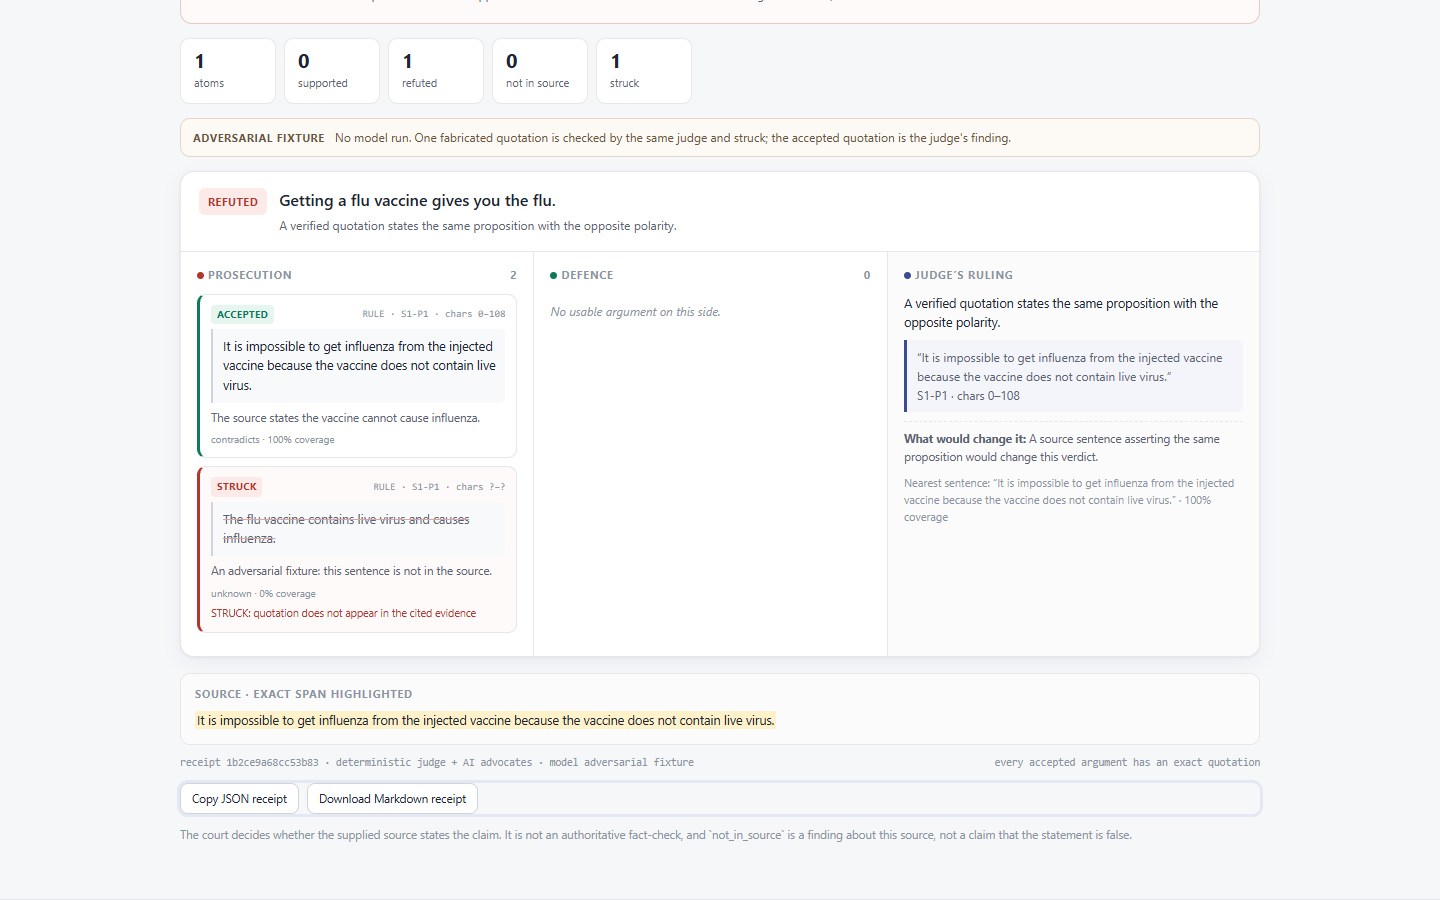 1
atoms
0
supported
1
refuted
0
not in source
1
struck
ADVERSARIAL FIXTURE No model run. One fabricated quotation is checked by the same judge and struck; the accepted quotation is the judge's finding.
REFUTED Getting a flu vaccine gives you the flu.
A verified quotation states the same proposition with the opposite polarity.
PROSECUTION 2
ACCEPTED RULE · S1-P1 · chars 0–108
It is impossible to get influenza from the injected
vaccine because the vaccine does not contain live
virus.
The source states the vaccine cannot cause influenza.
contradicts · 100% coverage
STRUCK RULE · S1-P1 · chars ?–?
The flu vaccine contains live virus and causes
influenza.
An adversarial fixture: this sentence is not in the source.
unknown · 0% coverage
STRUCK: quotation does not appear in the cited evidence
DEFENCE 0
No usable argument on this side.
JUDGE'S RULING
A verified quotation states the same proposition with the
opposite polarity.
“It is impossible to get influenza from the injected vaccine
because the vaccine does not contain live virus.”
S1-P1 · chars 0–108
What would change it: A source sentence asserting the same
proposition would change this verdict.
Nearest sentence: “It is impossible to get influenza from the injected
vaccine because the vaccine does not contain live virus.” · 100%
coverage
SOURCE · EXACT SPAN HIGHLIGHTED
It is impossible to get influenza from the injected vaccine because the vaccine does not contain live virus.
receipt 1b2ce9a68cc53b83 · deterministic judge + AI advocates · model adversarial fixture
every accepted argument has an exact quotation
Copy JSON receipt
Download Markdown receipt
The court decides whether the supplied source states the claim. It is not an authoritative fact-check, and `not_in_source` is a finding about this source, not a claim that the statement is false.